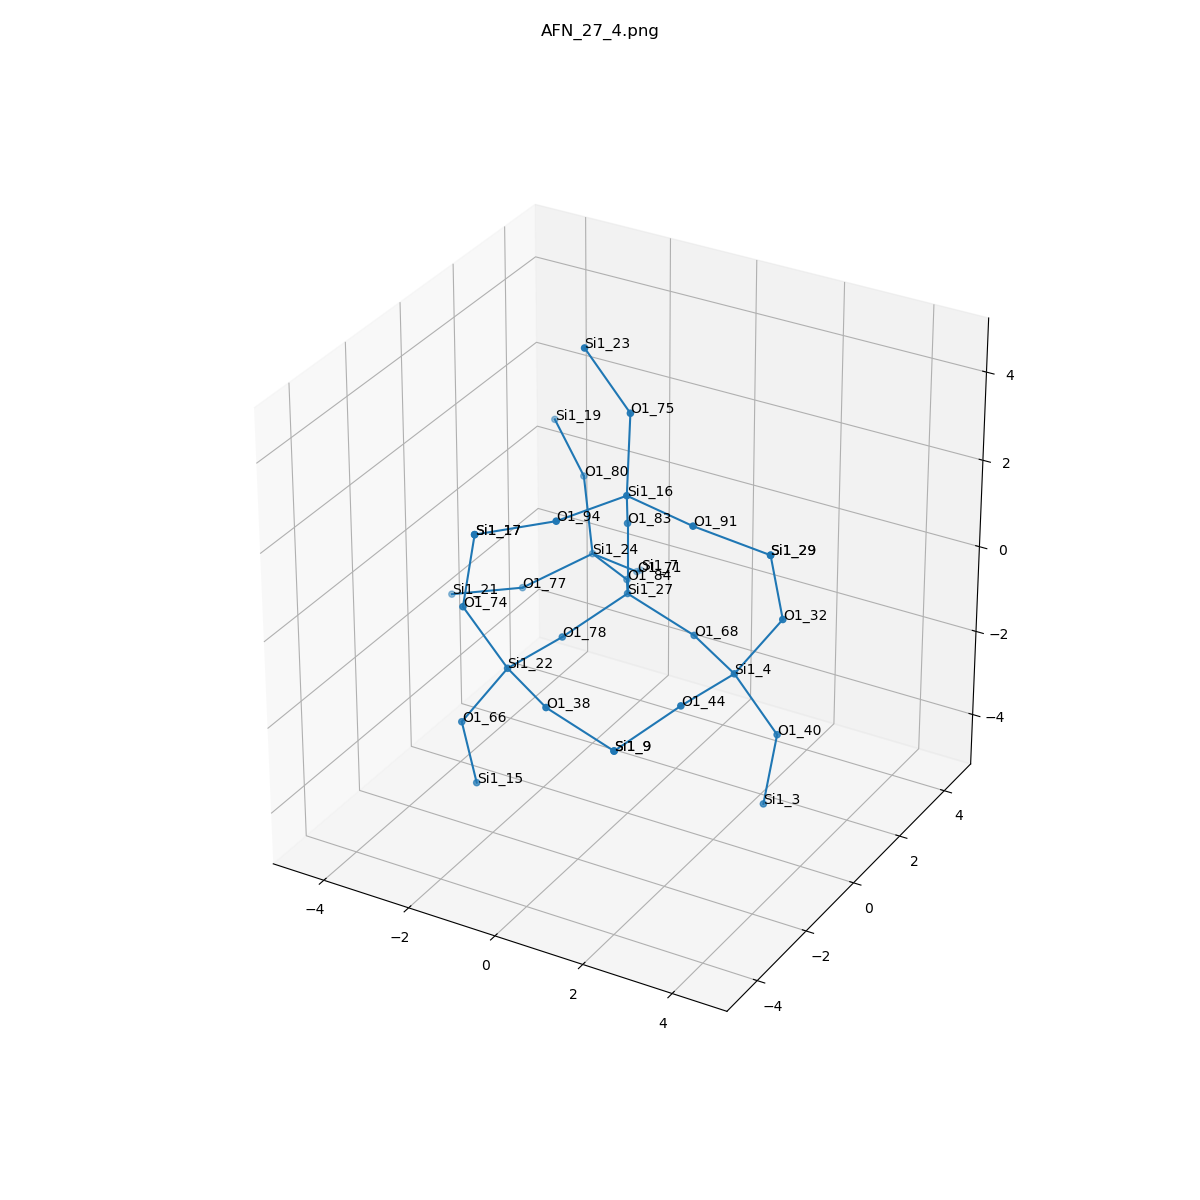 AFN_27_4.png
Si1_23
O1_75
Si1_19
O1_80
Si1_16
O1_94
O1_83
O1_91
Si1_17
Si1_24
Si1_29
Si1_7
O1_71
O1_84
O1_77
Si1_21
Si1_27
O1_74
O1_32
O1_78
O1_68
Si1_22
Si1_4
O1_38
O1_44
O1_66
O1_40
Si1_9
Si1_15
Si1_3
4
2
0
−2
−4
4
2
0
−2
−4
−4
−2
0
2
4